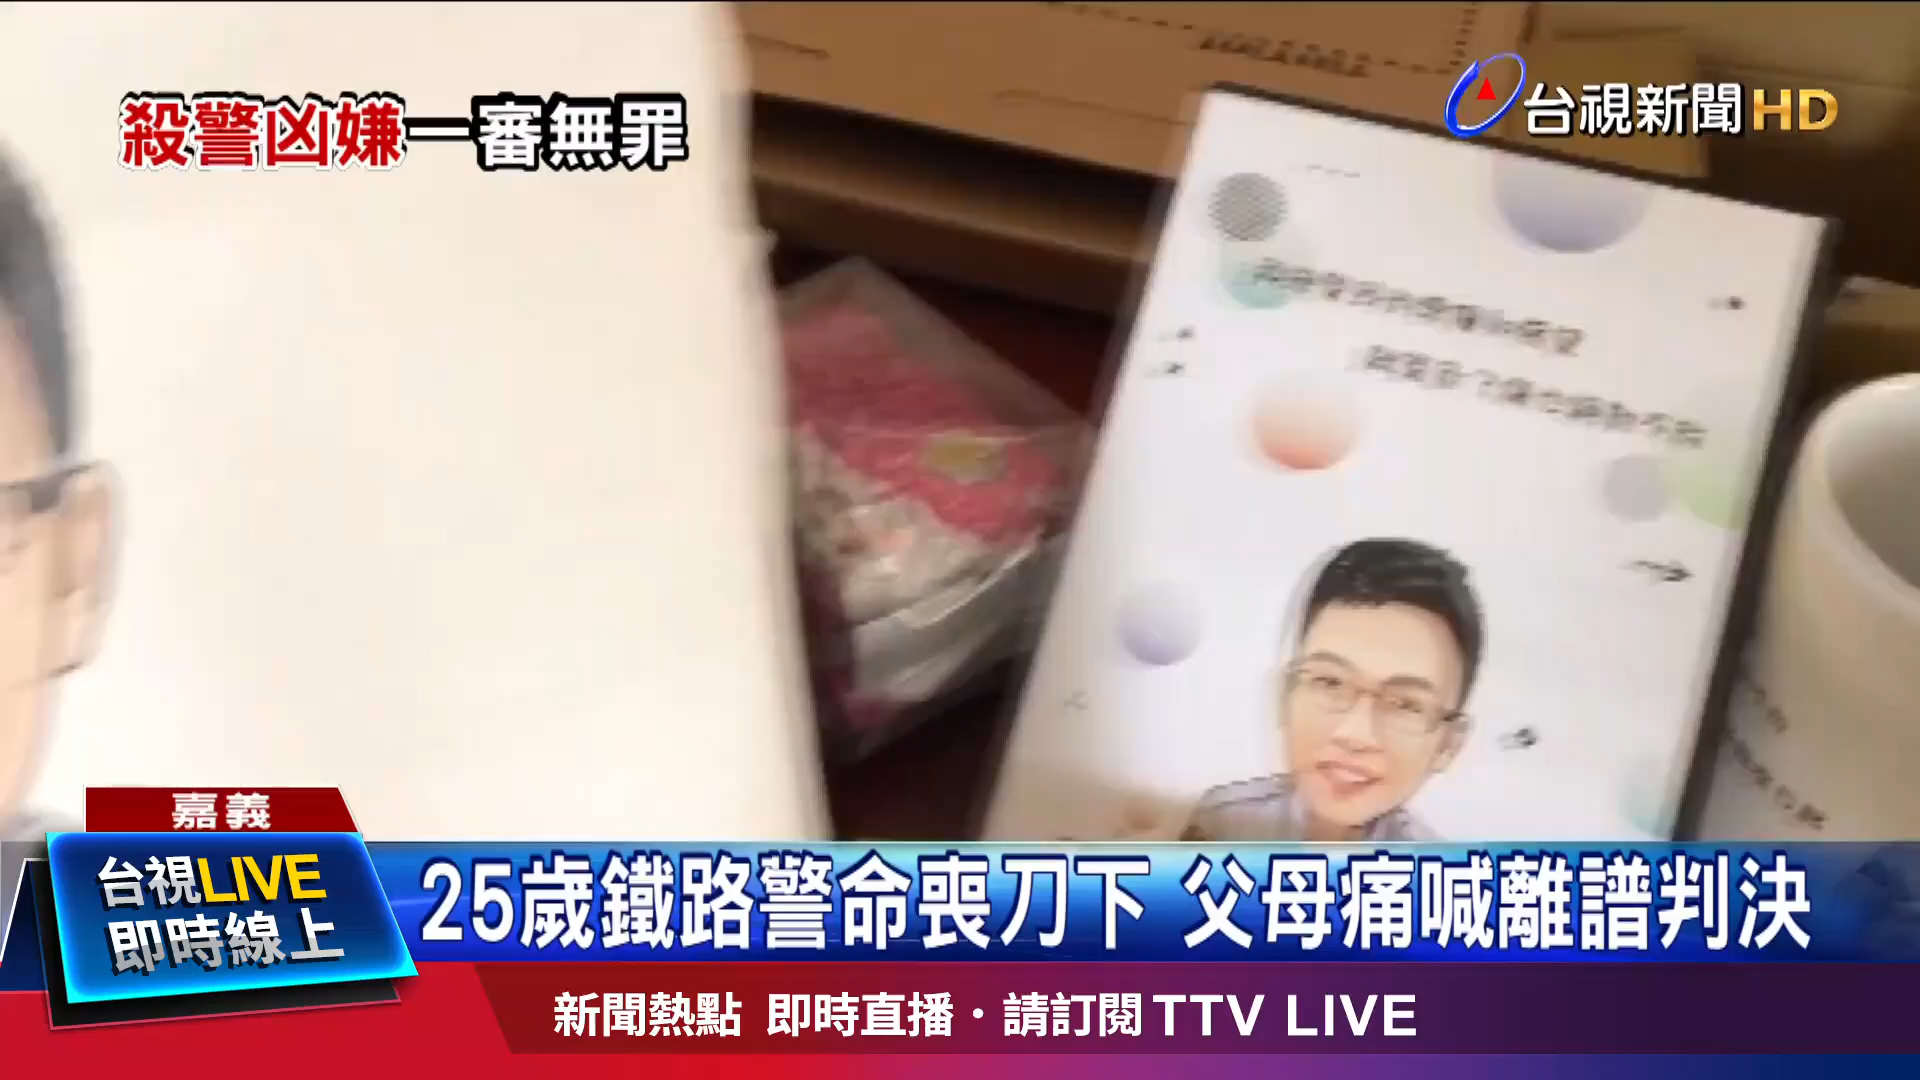 殺警凶嫌一審無罪
台視新聞HD
嘉義
台視LIVE
即時線上
25歲鐵路警命喪刀下 父母痛喊離譜判決
新聞熱點 即時直播・請訂閱TTV LIVE